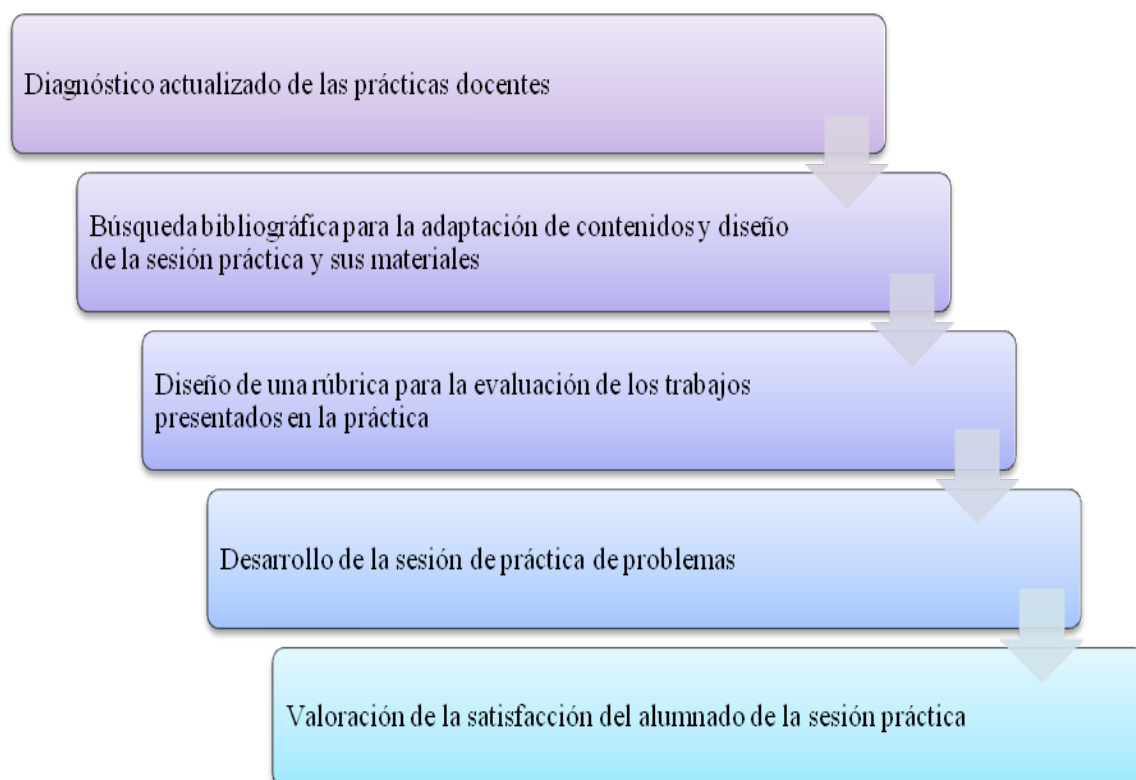 Diagnóstico actualizado de las prácticas docentes
Búsqueda bibliográfica para la adaptación de contenidos y diseño
de la sesión práctica y sus materiales
Diseño de una rúbrica para la evaluación de los trabajos
presentados en la práctica
Desarrollo de la sesión de práctica de problemas
Valoración de la satisfacción del alumnado de la sesión práctica